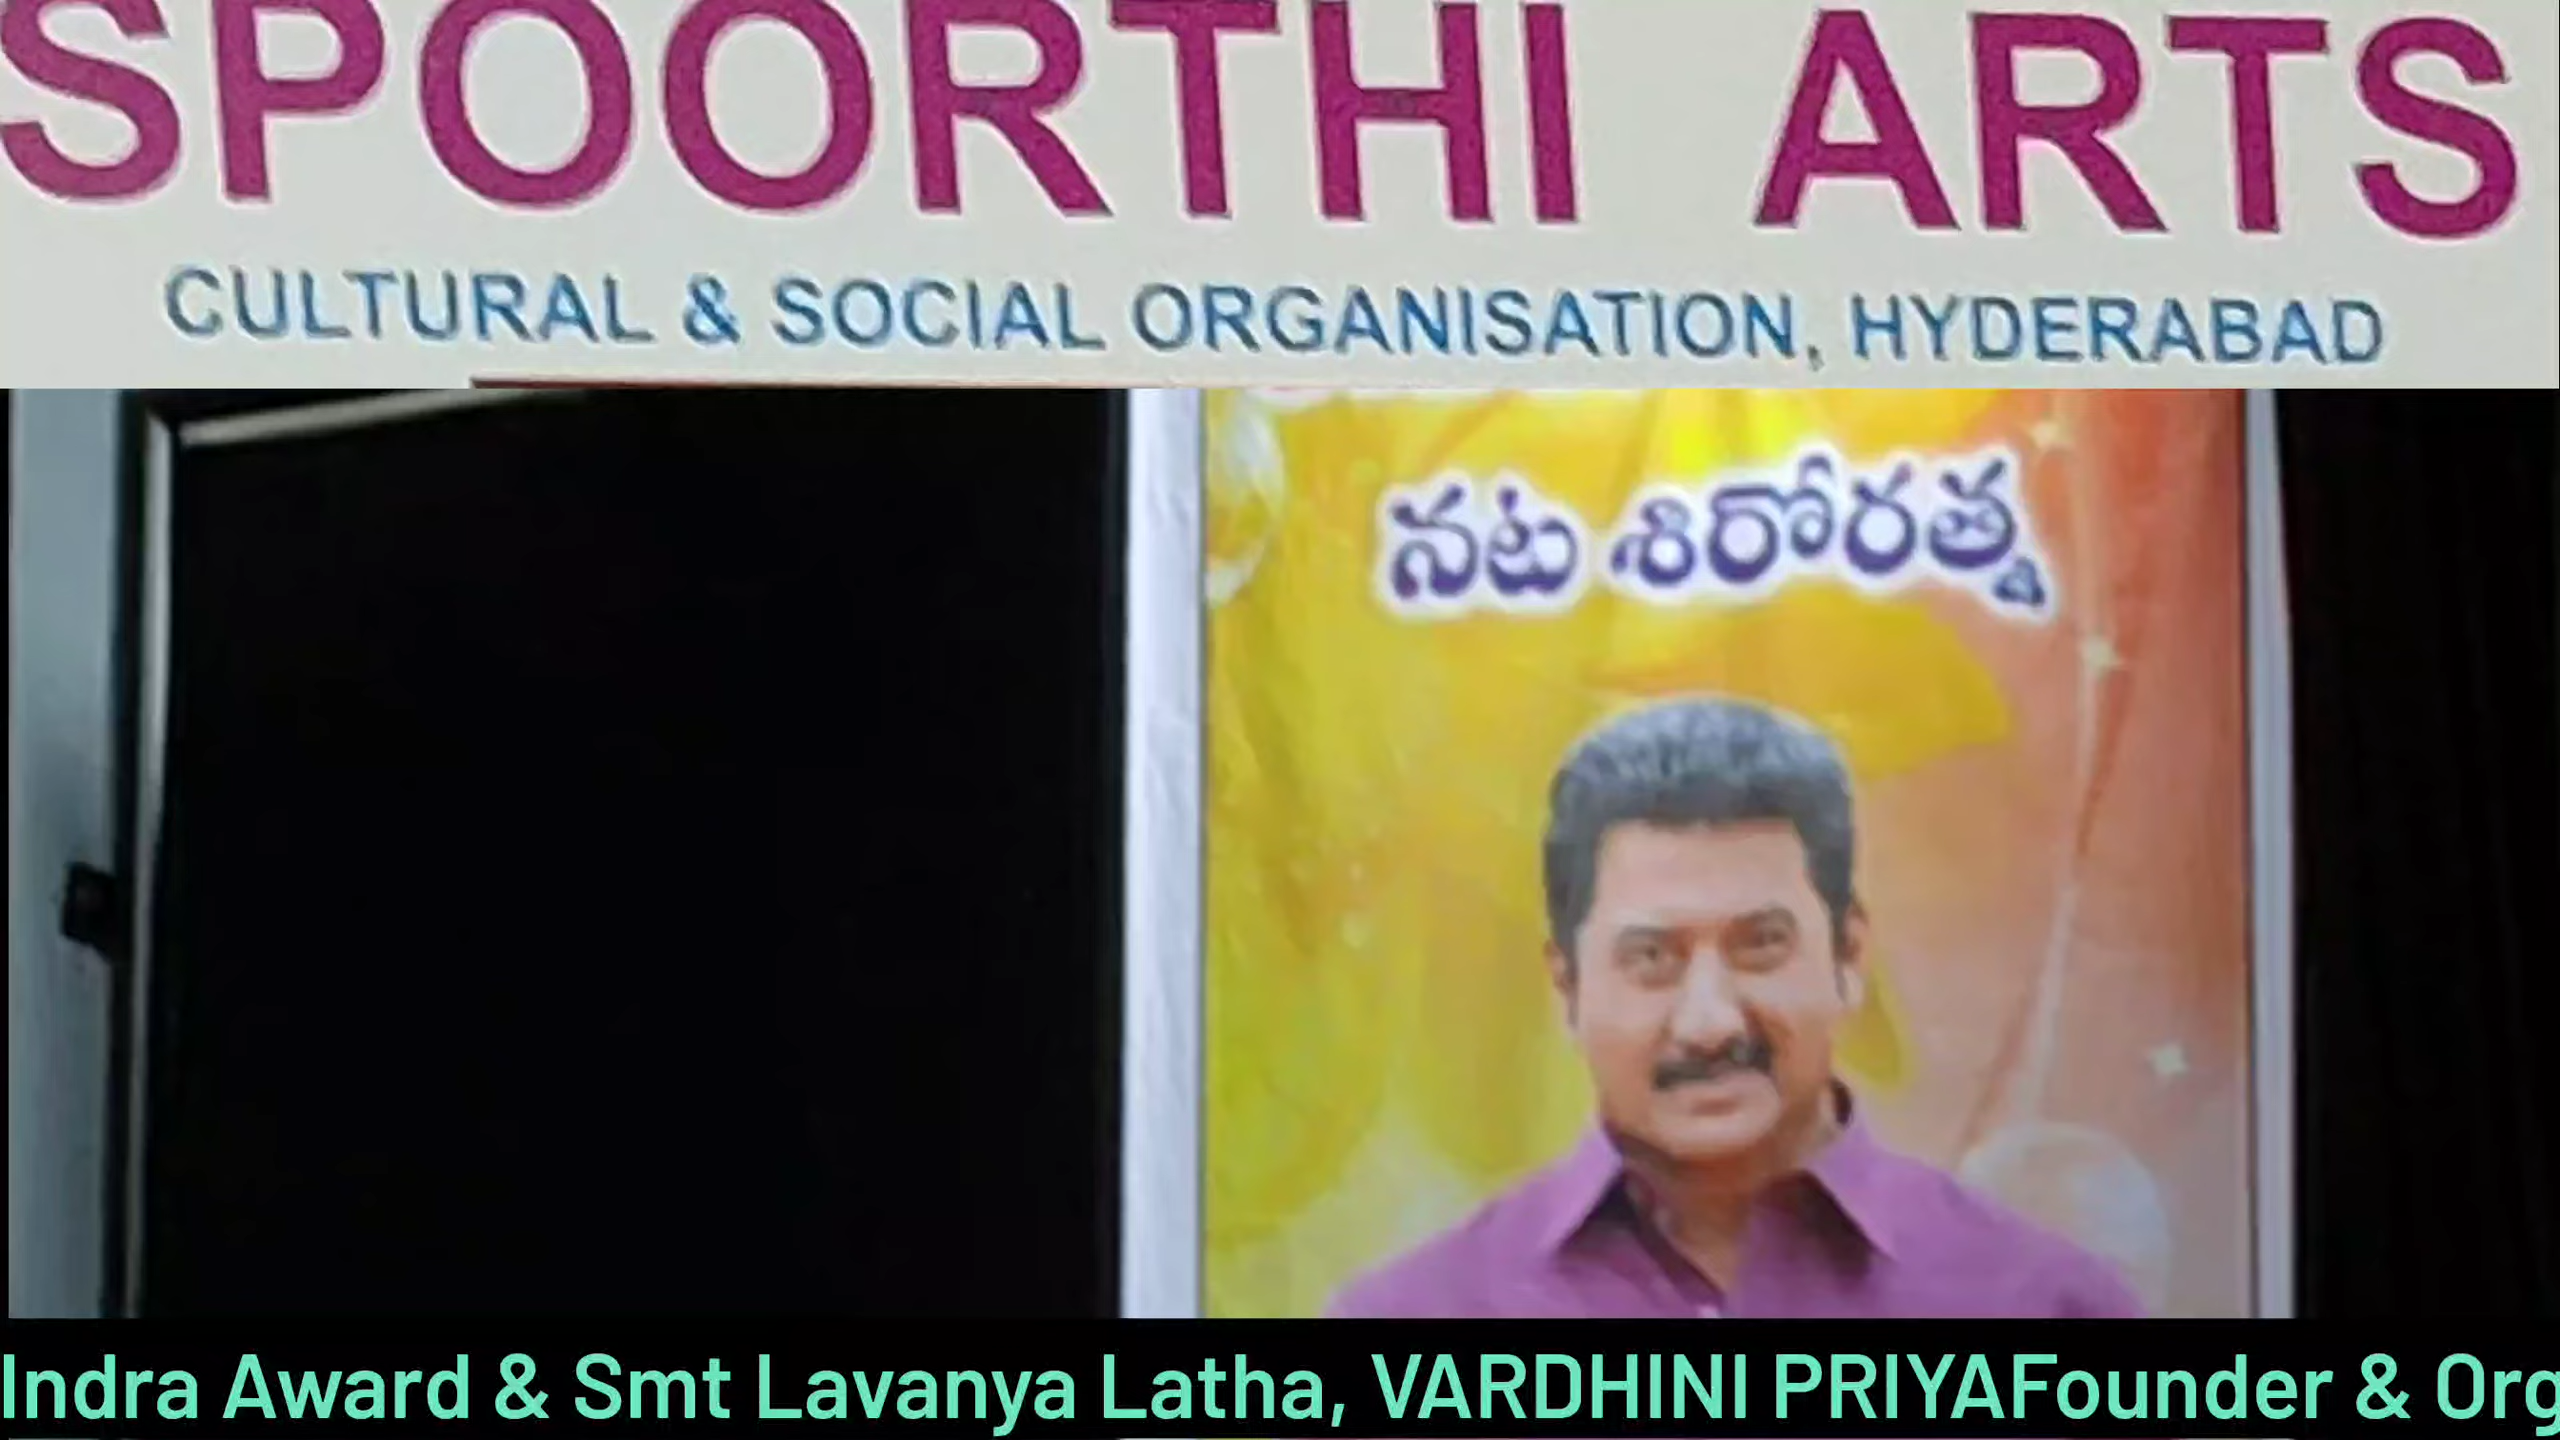 SPOORTHI ARTS
CULTURAL & SOCIAL ORGANISATION, HYDERABAD
నట శిరోరత్న
Indra Award & Smt Lavanya Latha, VARDHINI PRIYAFounder & Org